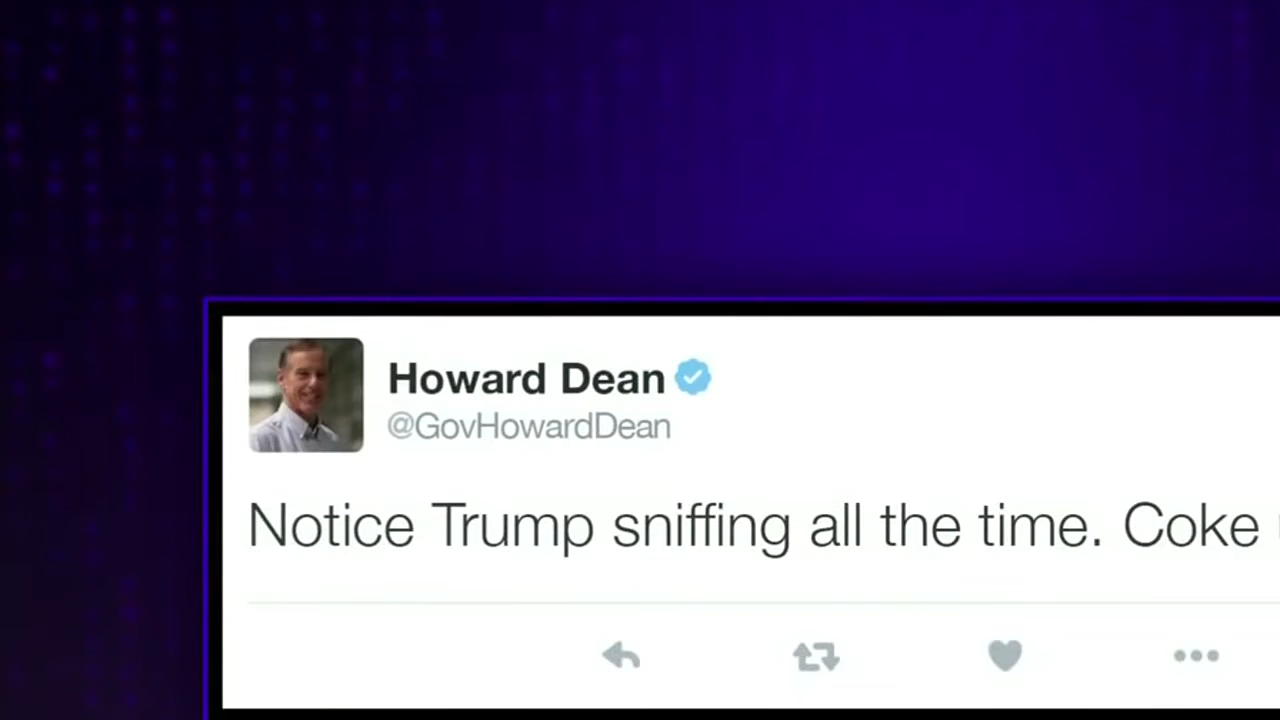 Howard Dean
@GovHowardDean
Notice Trump sniffing all the time. Coke